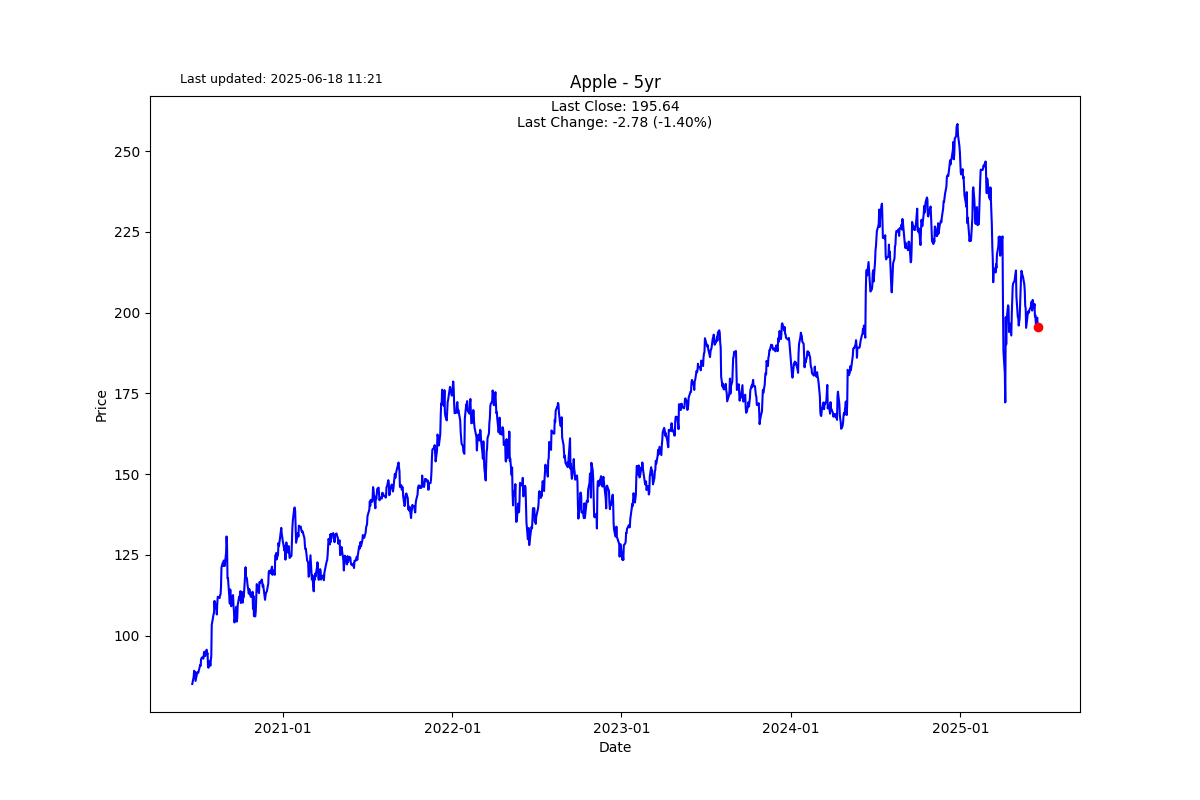 Last updated: 2025-06-18 11:21
Apple - 5yr
Last Close: 195.64
Last Change: -2.78 (-1.40%)
250
225
200
175
150
125
100
Price
2021-01
2022-01
2023-01
2024-01
2025-01
Date